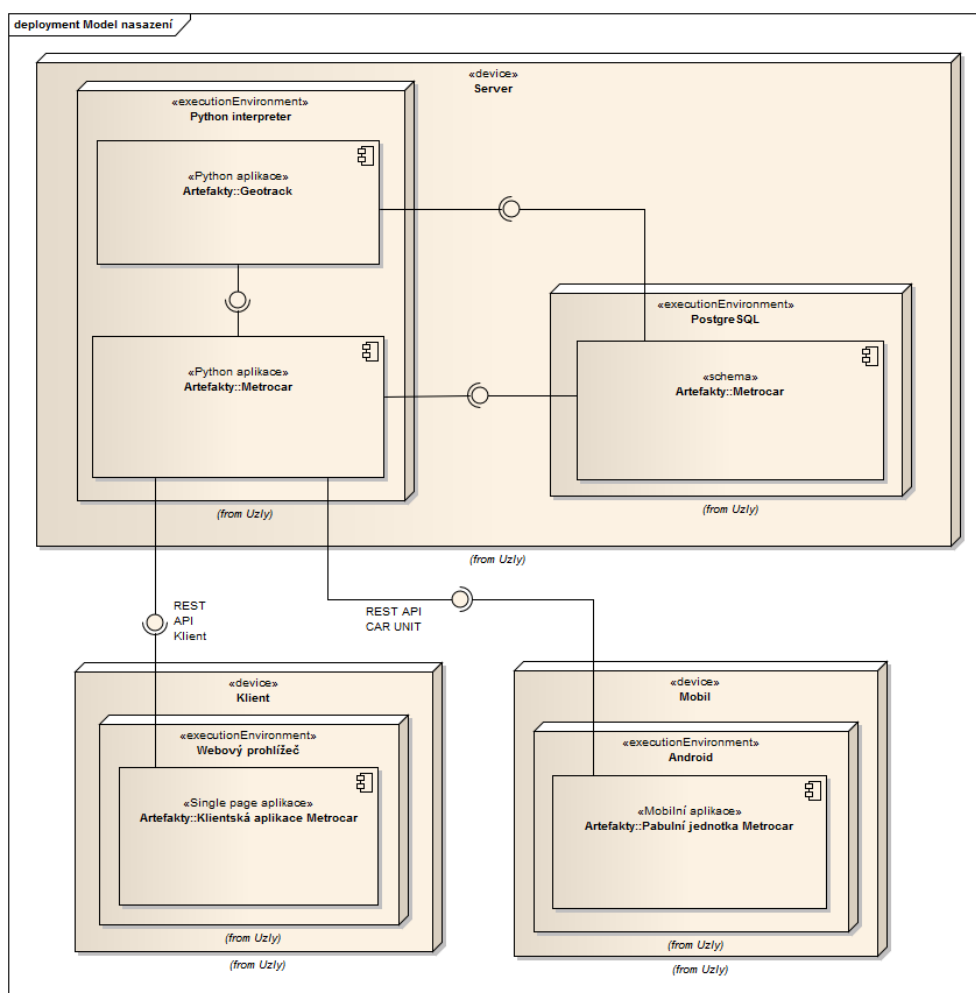 deployment Model nasazení
«device»
Server
«executionEnvironment»
Python interpreter
«Python aplikace»
Artefakty::Geotrack
«Python aplikace»
Artefakty::Metrocar
(from Uzly)
«executionEnvironment»
PostgreSQL
«schema»
Artefakty::Metrocar
(from Uzly)
(from Uzly)
REST
API
Klient
REST API
CAR UNIT
«device»
Klient
«executionEnvironment»
Webový prohlížeč
«Single page aplikace»
Artefakty::Klientská aplikace Metrocar
(from Uzly)
(from Uzly)
«device»
Mobil
«executionEnvironment»
Android
«Mobilní aplikace»
Artefakty::Pabulní jednotka Metrocar
(from Uzly)
(from Uzly)